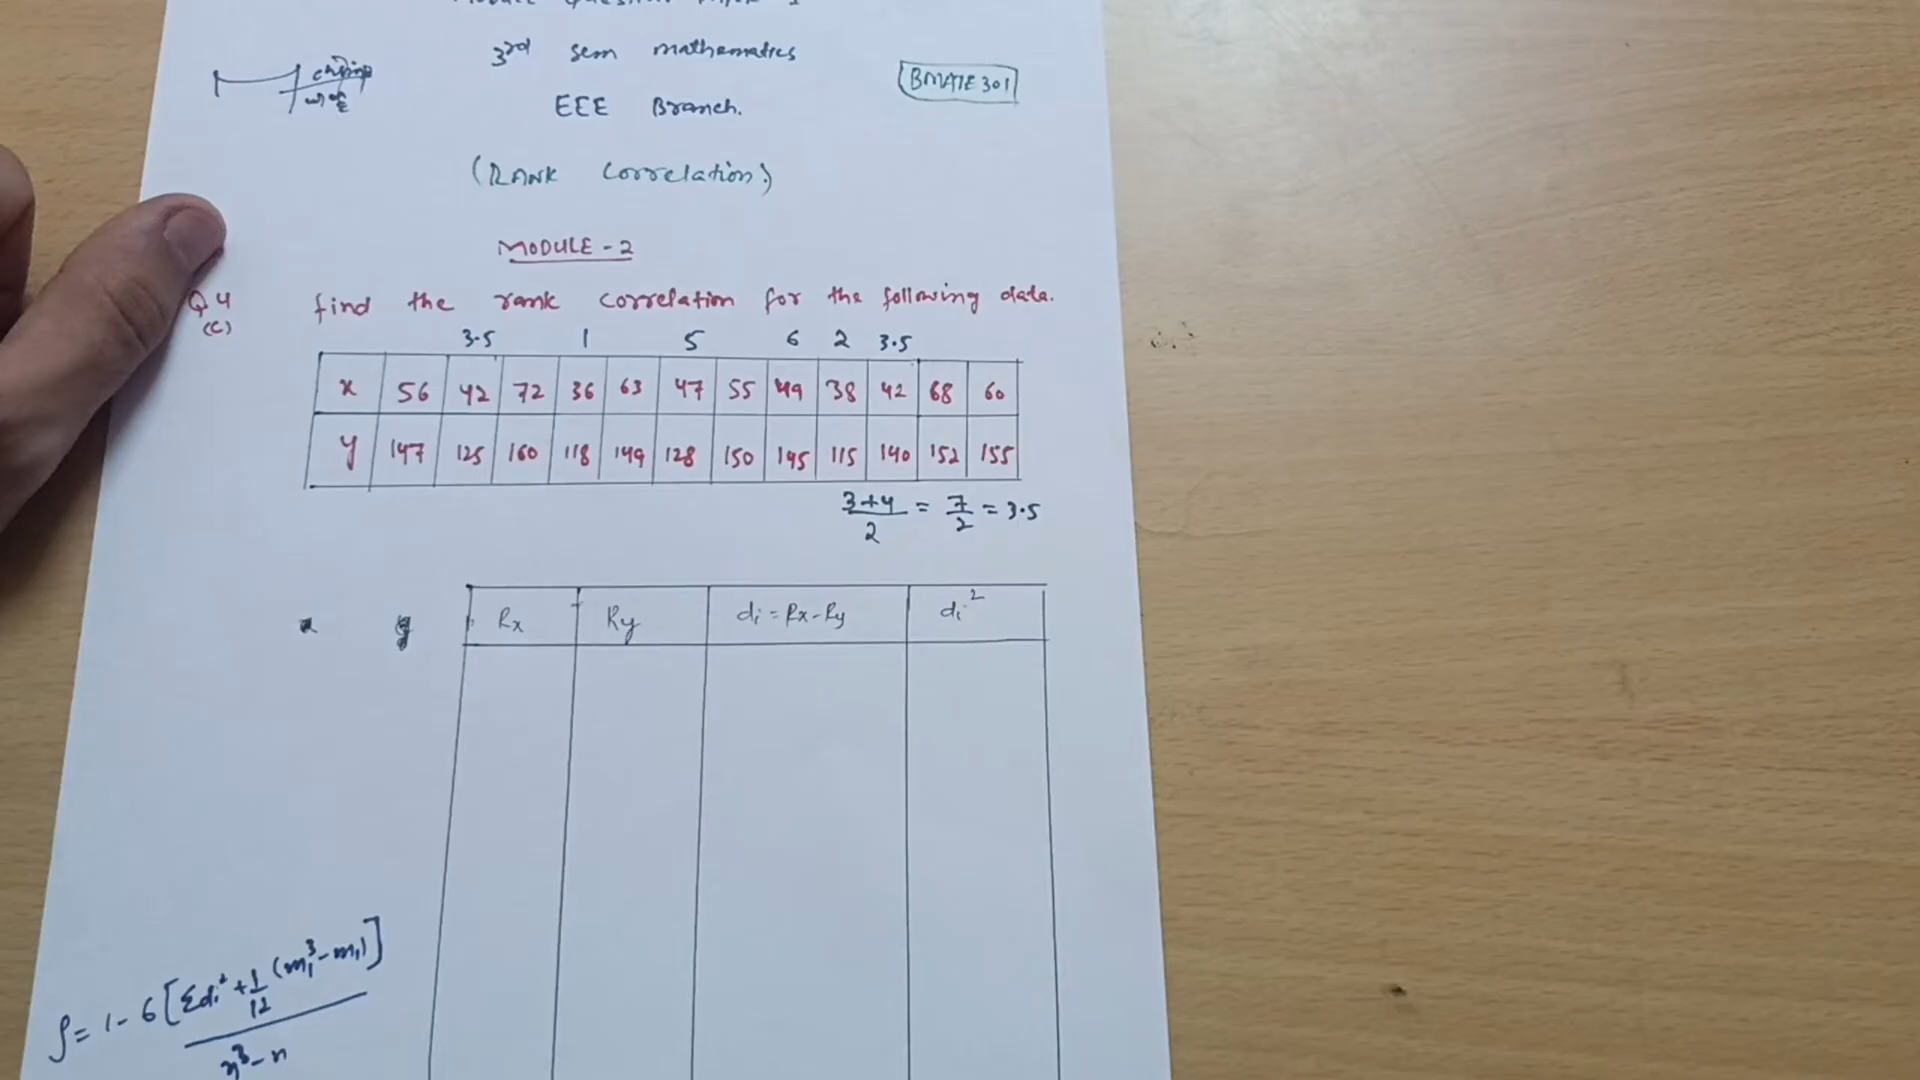 3rd sem mathematics
EEE Branch.
BMATE301
(RANK Correlation)
MODULE-2
Q4 find the rank correlation for the following data.
(c)
3.5 1 5 6 2 3.5
x 56 42 72 36 63 47 55 49 38 42 68 60
y 147 125 160 118 149 128 150 145 115 140 152 155
3+4/2 = 7/2 = 3.5
Rx Ry di = Rx-Ry di²
ρ = 1 - 6[Σdi² + 1/12 (m₁³-m₁)]
n³-n